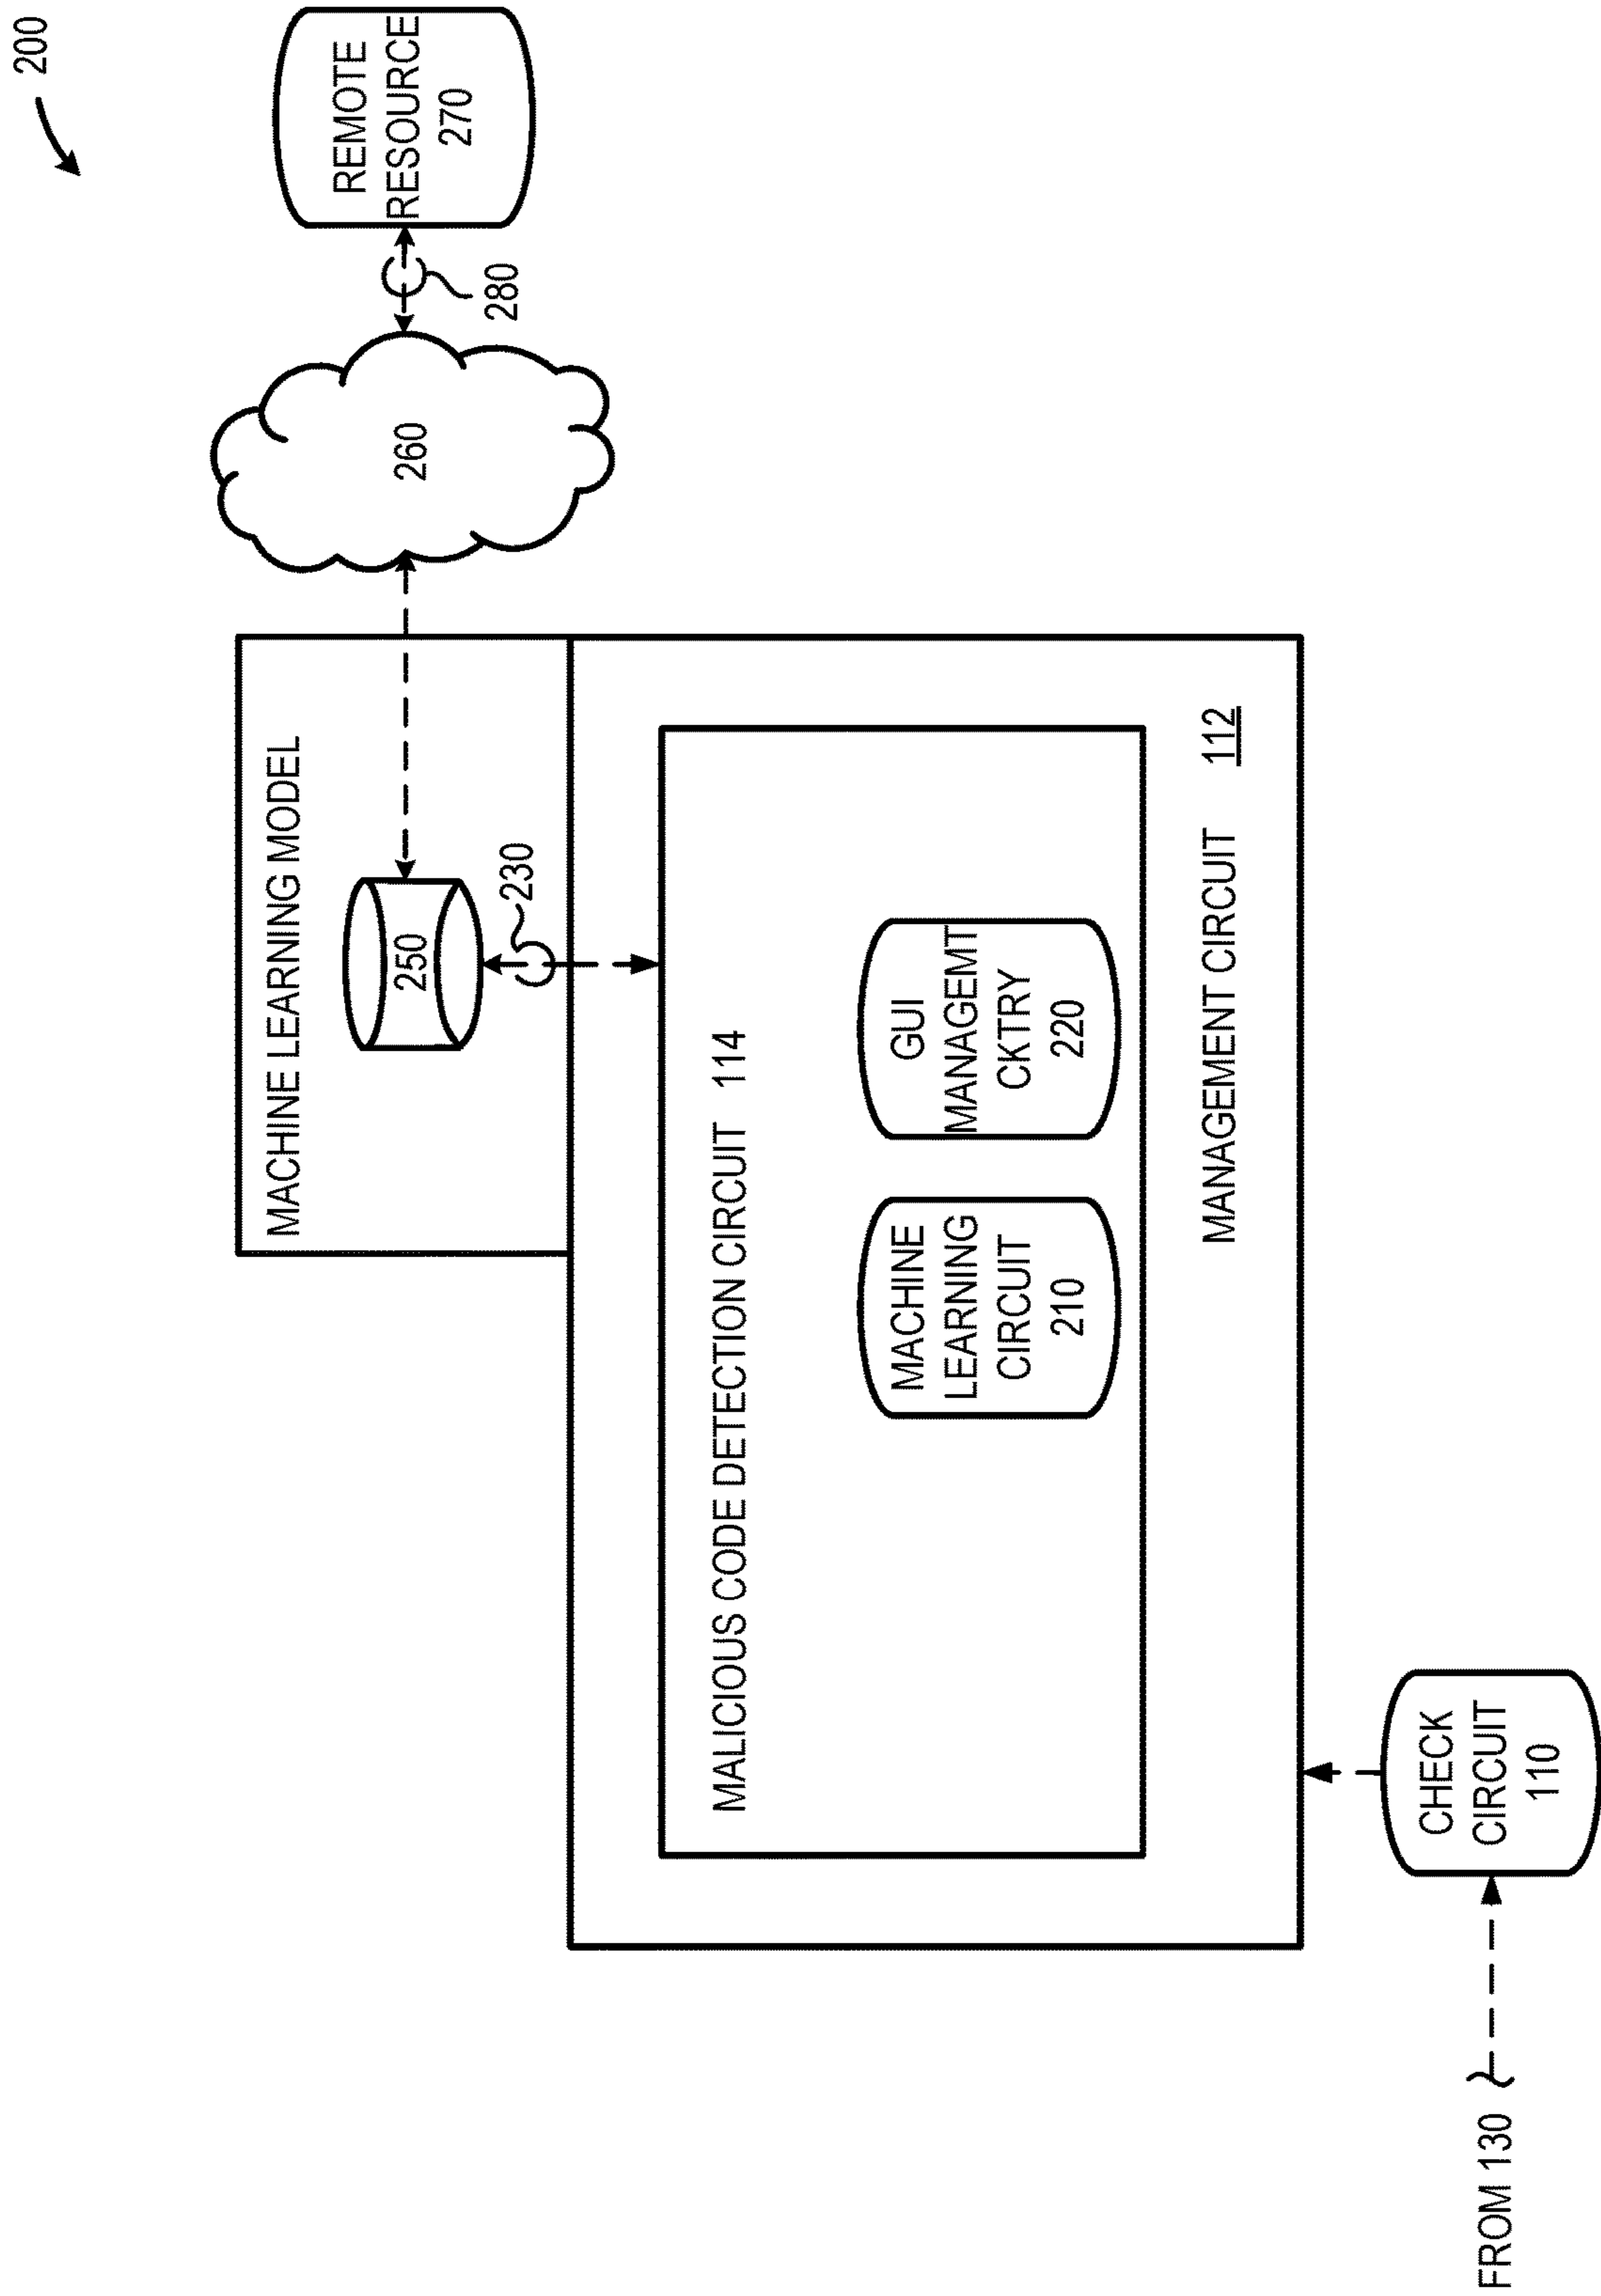 200
REMOTE
RESOURCE
270
280
260
MACHINE LEARNING MODEL
250
230
MALICIOUS CODE DETECTION CIRCUIT 114
MACHINE
LEARNING
CIRCUIT
210
GUI
MANAGEMT
CKTRY
220
MANAGEMENT CIRCUIT 112
CHECK
CIRCUIT
110
FROM 130